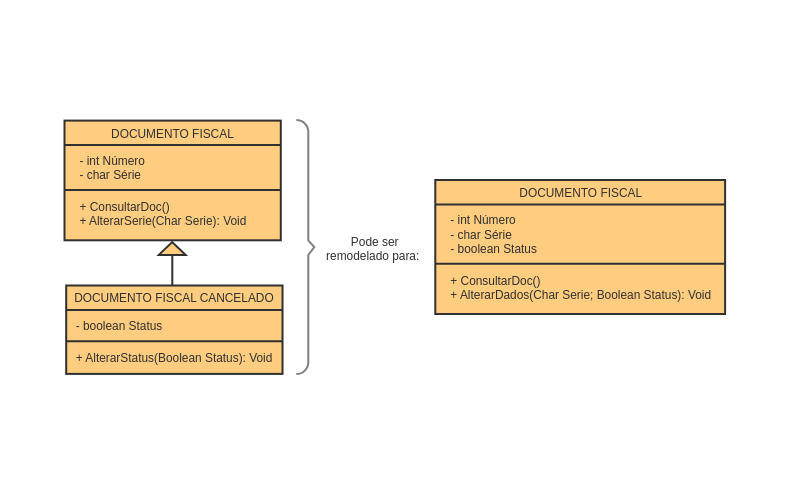 DOCUMENTO FISCAL
- int Número
- char Série
+ ConsultarDoc()
+ AlterarSerie(Char Serie): Void
DOCUMENTO FISCAL CANCELADO
- boolean Status
+ AlterarStatus(Boolean Status): Void
Pode ser
remodelado para:
DOCUMENTO FISCAL
- int Número
- char Série
- boolean Status
+ ConsultarDoc()
+ AlterarDados(Char Serie; Boolean Status): Void